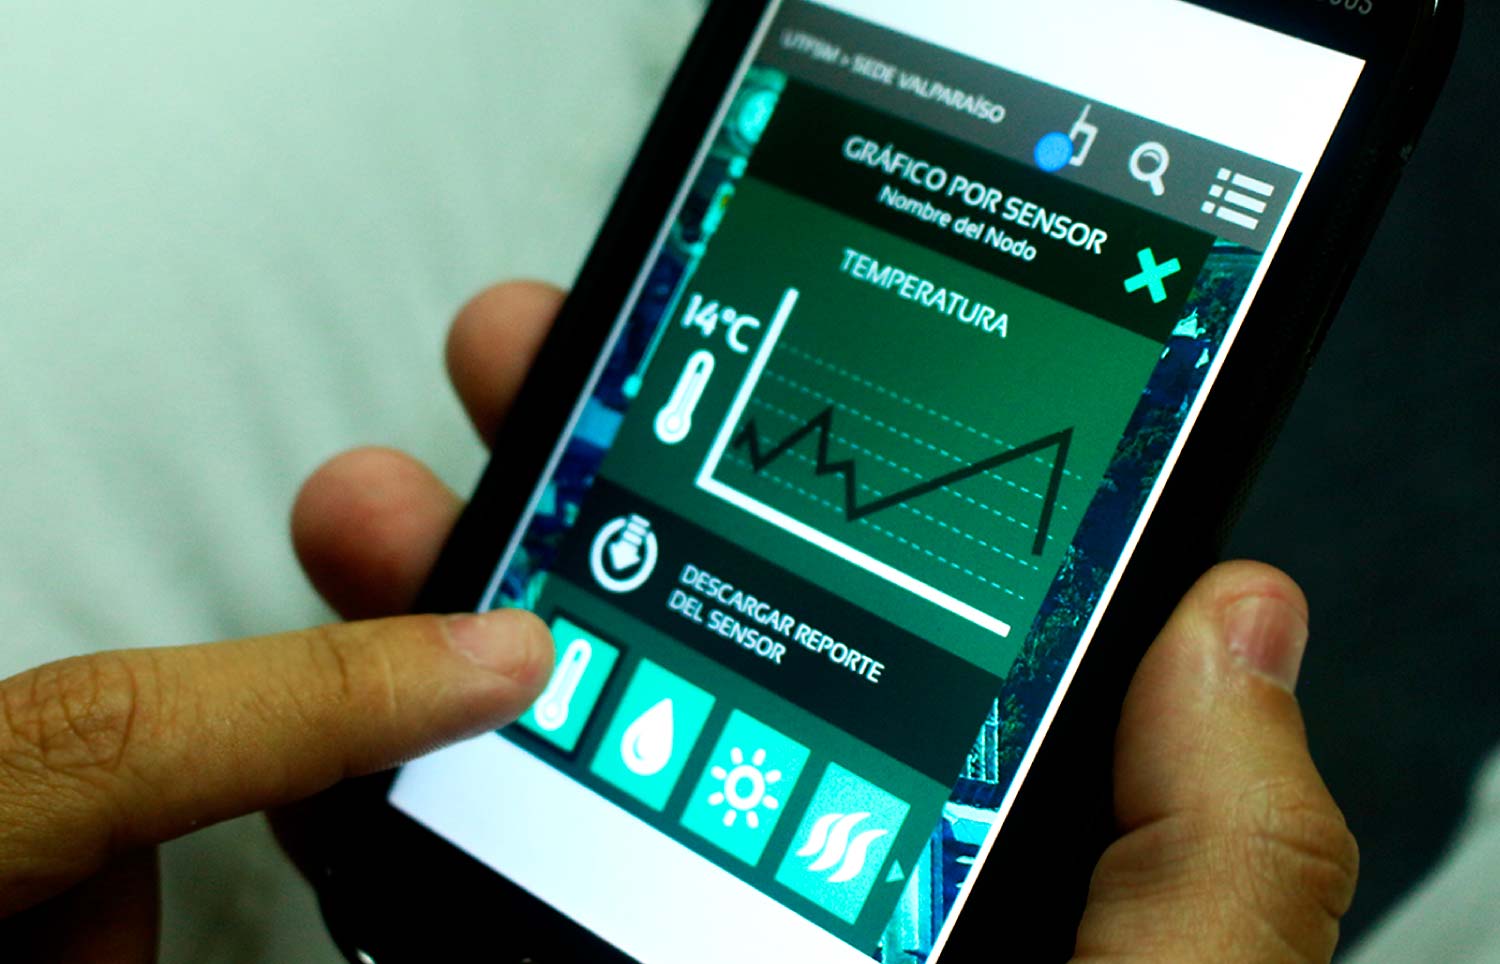 UTFSM > SEDE VALPARAÍSO
GRÁFICO POR SENSOR
Nombre del Nodo
TEMPERATURA
14°C
DESCARGAR REPORTE
DEL SENSOR